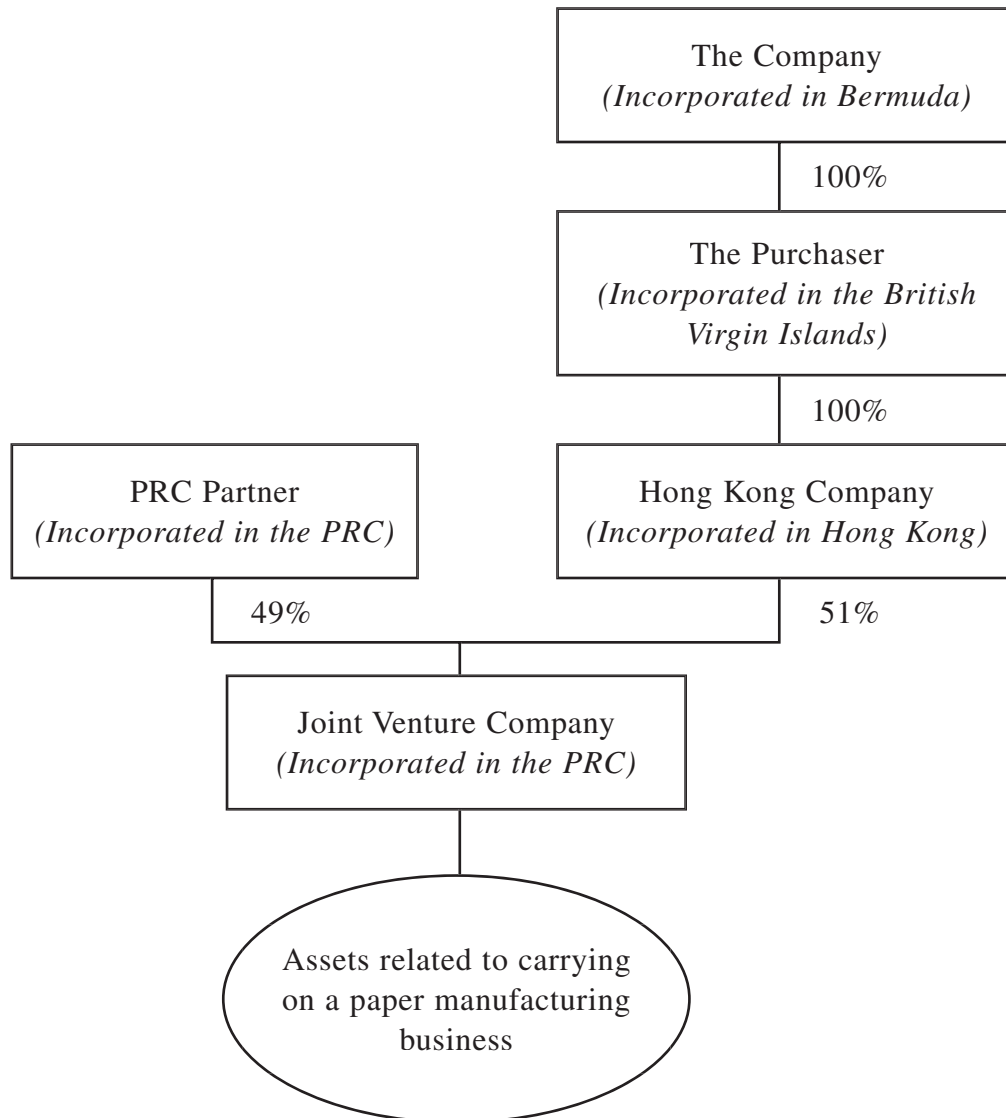 The Company
(Incorporated in Bermuda)
100%
The Purchaser
(Incorporated in the British
Virgin Islands)
100%
PRC Partner
(Incorporated in the PRC)
Hong Kong Company
(Incorporated in Hong Kong)
49%
51%
Joint Venture Company
(Incorporated in the PRC)
Assets related to carrying
on a paper manufacturing
business